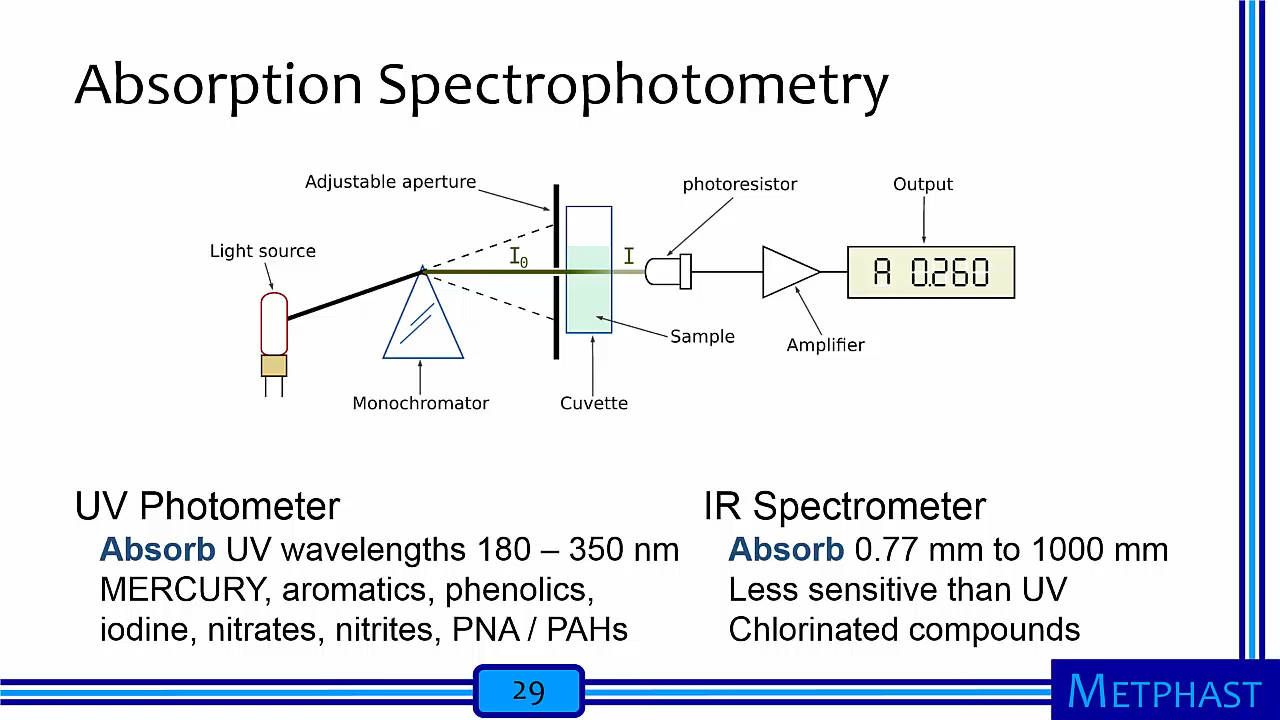 Absorption Spectrophotometry
Adjustable aperture
photoresistor
Output
Light source
I0
I
A 0.260
Sample
Amplifier
Monochromator
Cuvette
UV Photometer
Absorb UV wavelengths 180 – 350 nm
MERCURY, aromatics, phenolics,
iodine, nitrates, nitrites, PNA / PAHs
IR Spectrometer
Absorb 0.77 mm to 1000 mm
Less sensitive than UV
Chlorinated compounds
29
METPHAST